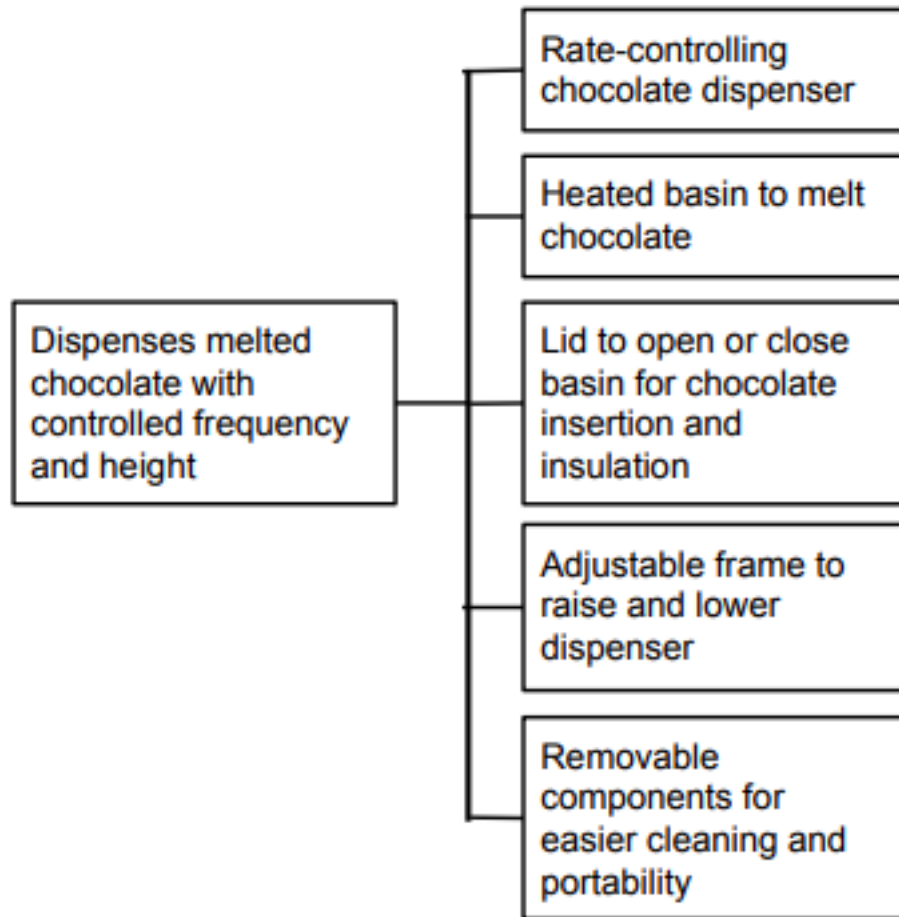 Rate-controlling
chocolate dispenser
Heated basin to melt
chocolate
Dispenses melted
chocolate with
controlled frequency
and height
Lid to open or close
basin for chocolate
insertion and
insulation
Adjustable frame to
raise and lower
dispenser
Removable
components for
easier cleaning and
portability